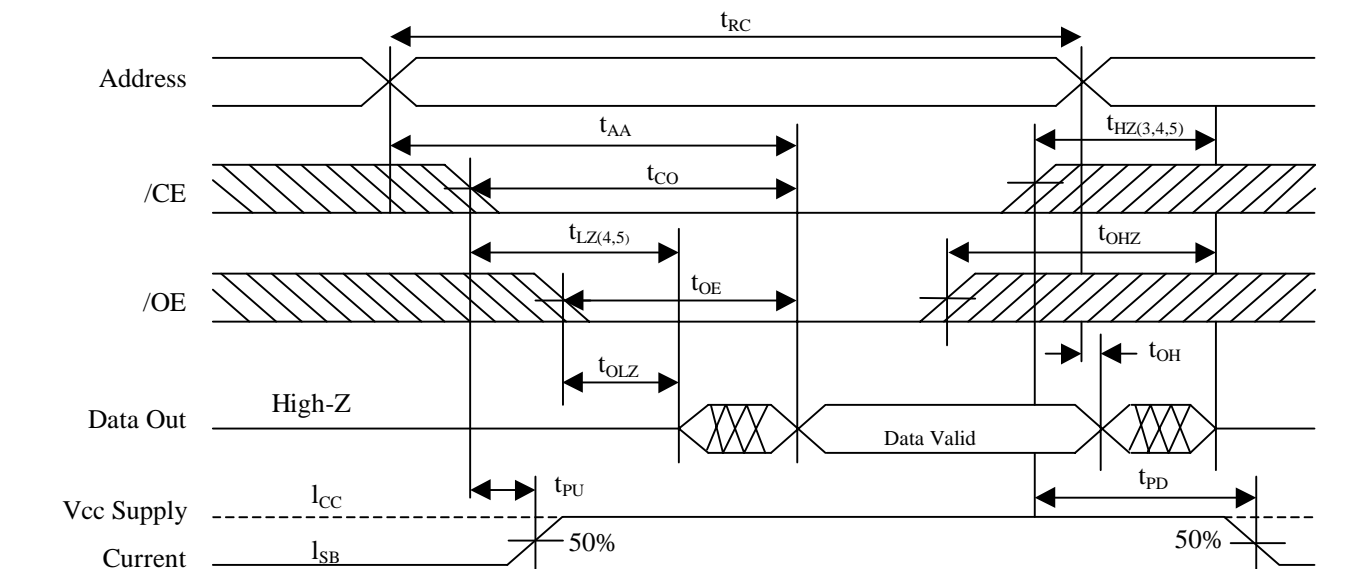 tRC
Address
tAA
tHZ(3,4,5)
/CE
tCO
tLZ(4,5)
tOHZ
/OE
tOE
tOH
tOLZ
High-Z
Data Out
Data Valid
tPU
tPD
lCC
Vcc Supply
50%
50%
lSB
Current